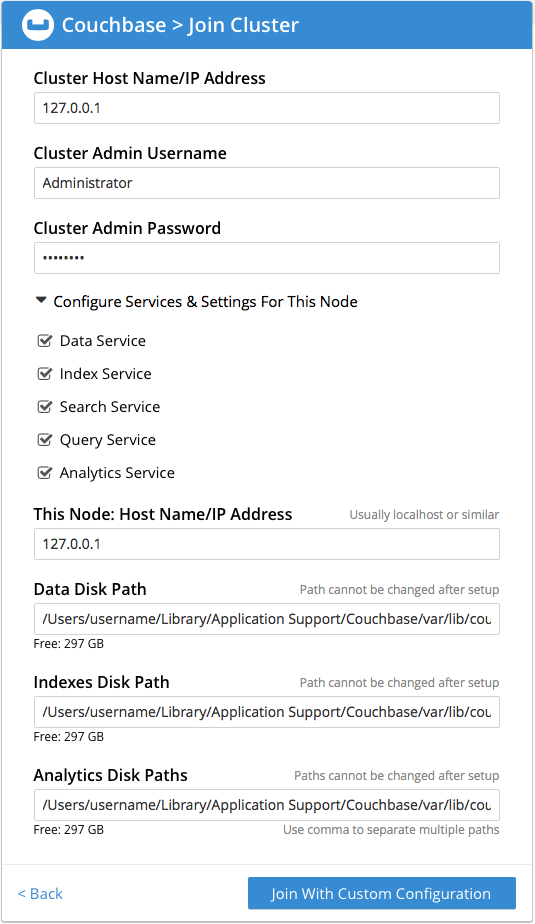 Couchbase > Join Cluster
Cluster Host Name/IP Address
127.0.0.1
Cluster Admin Username
Administrator
Cluster Admin Password
••••••••
Configure Services & Settings For This Node
Data Service
Index Service
Search Service
Query Service
Analytics Service
This Node: Host Name/IP Address Usually localhost or similar
127.0.0.1
Data Disk Path Path cannot be changed after setup
/Users/username/Library/Application Support/Couchbase/var/lib/cou
Free: 297 GB
Indexes Disk Path Path cannot be changed after setup
/Users/username/Library/Application Support/Couchbase/var/lib/cou
Free: 297 GB
Analytics Disk Paths Paths cannot be changed after setup
/Users/username/Library/Application Support/Couchbase/var/lib/cou
Free: 297 GB Use comma to separate multiple paths
< Back Join With Custom Configuration